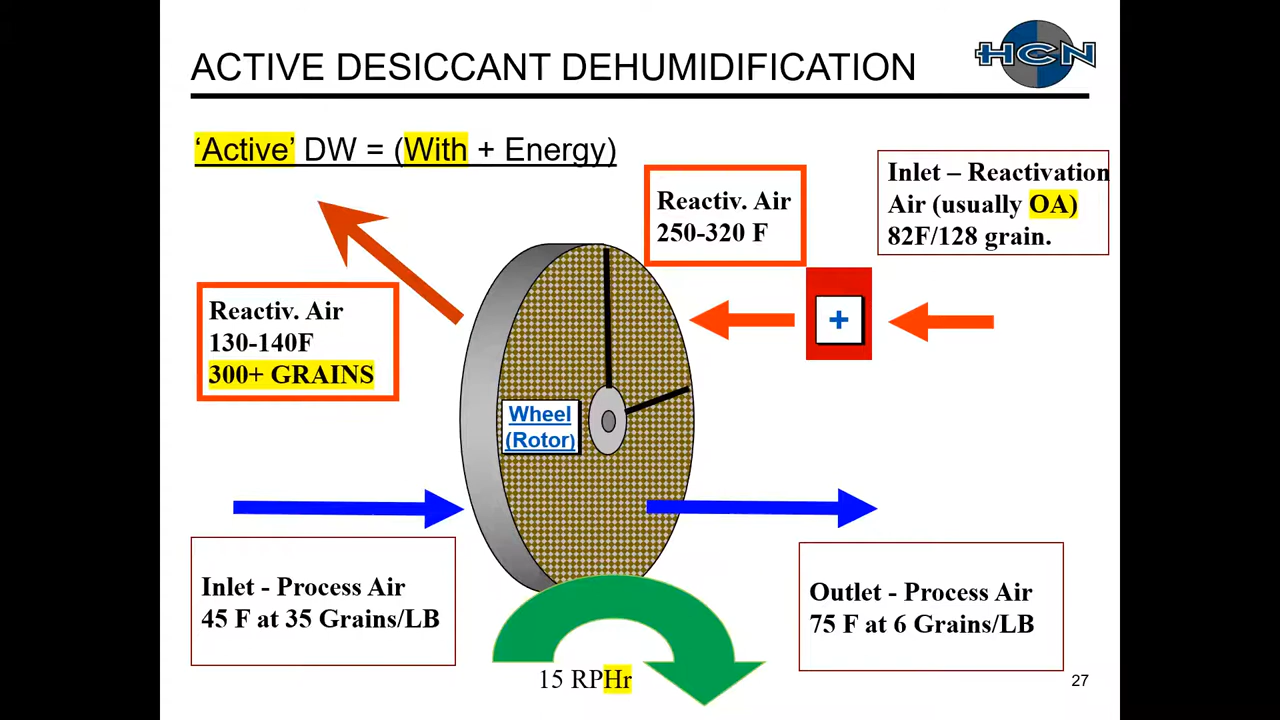 ACTIVE DESICCANT DEHUMIDIFICATION
HCN
‘Active’ DW = (With + Energy)
Inlet – Reactivation
Air (usually OA)
82F/128 grain.
Reactiv. Air
250-320 F
+
Reactiv. Air
130-140F
300+ GRAINS
Wheel
(Rotor)
Inlet - Process Air
45 F at 35 Grains/LB
Outlet - Process Air
75 F at 6 Grains/LB
15 RPHr
27